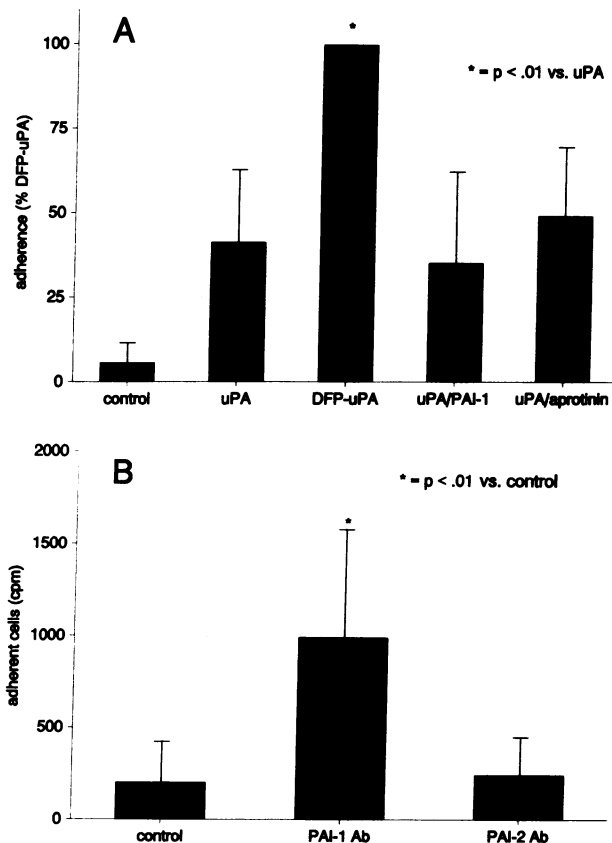 A
* = p < .01 vs. uPA
adherence (% DFP-uPA)
100
75
50
25
0
*
control uPA DFP-uPA uPA/PAI-1 uPA/aprotinin
B
* = p < .01 vs. control
adherent cells (cpm)
2000
1500
1000
500
0
*
control PAI-1 Ab PAI-2 Ab